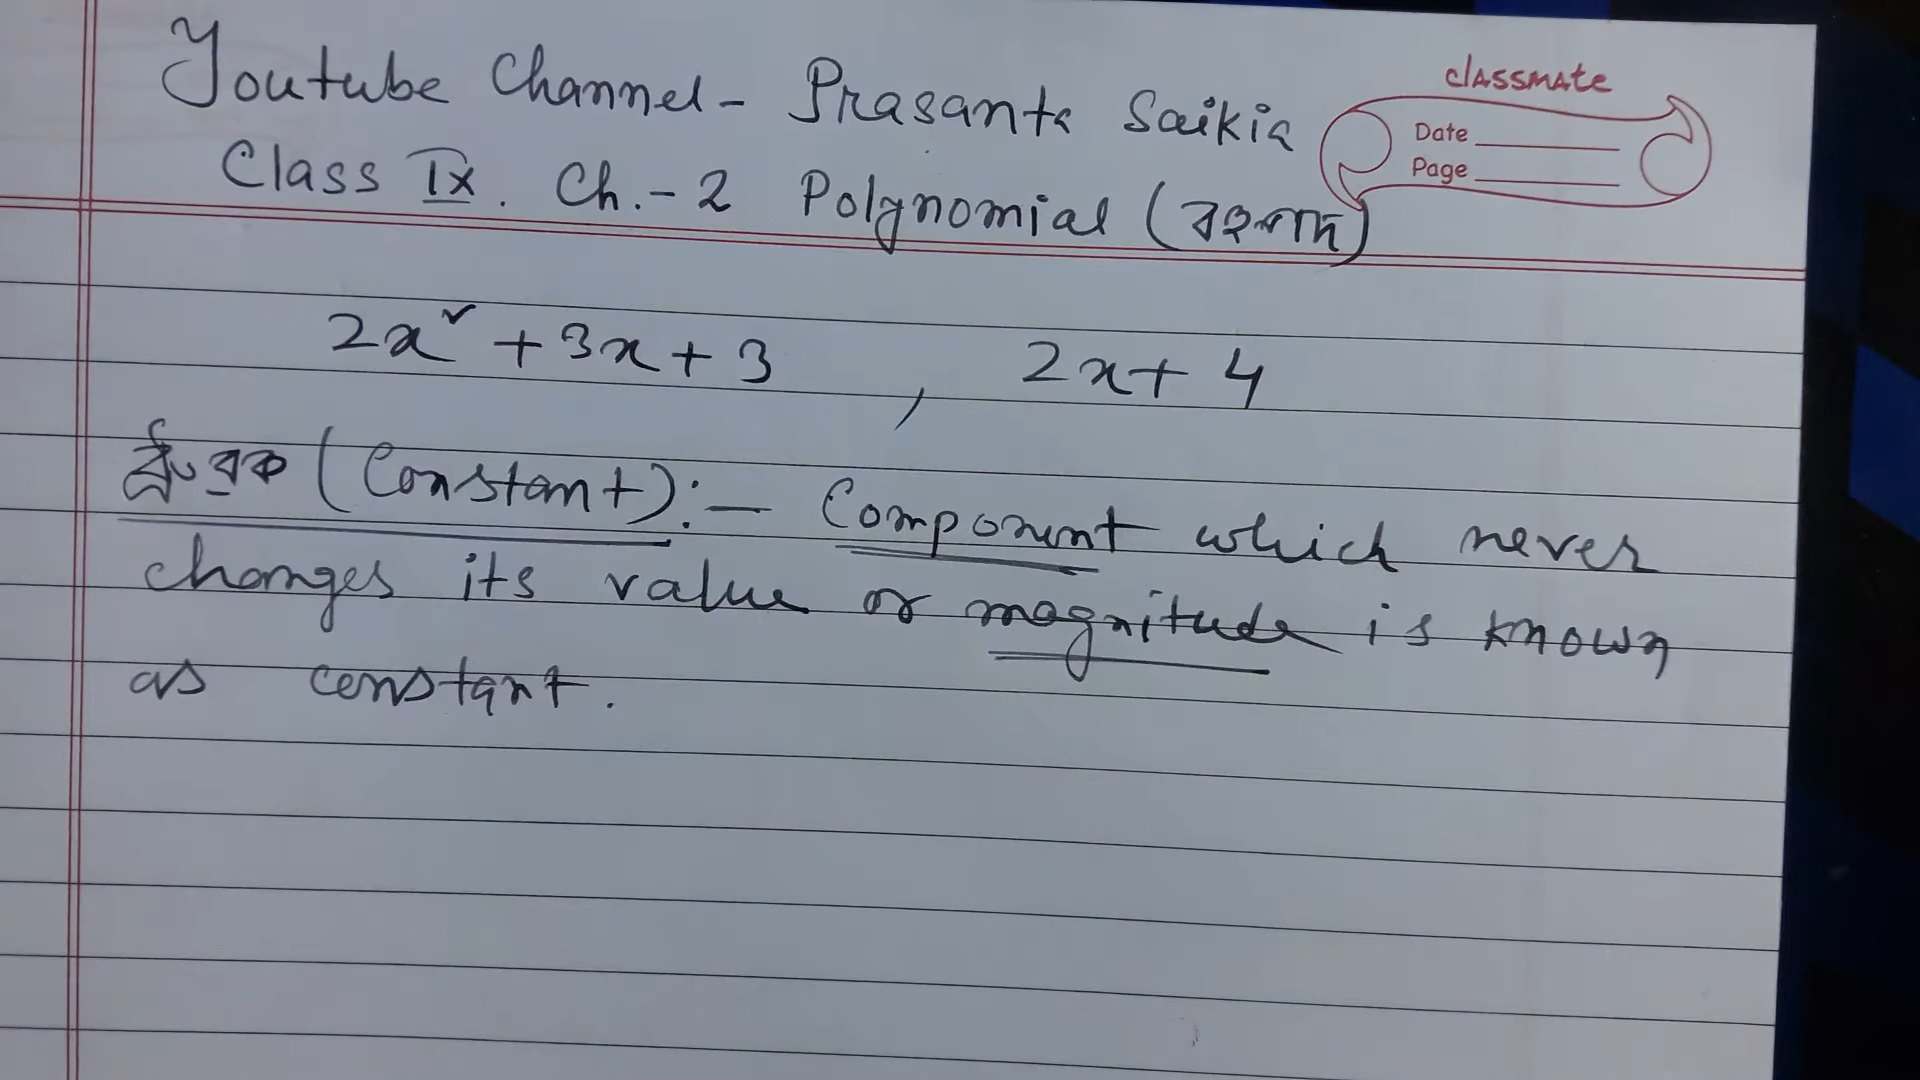 Youtube Channel - Prasanta Saikia
classmate
Date
Page
Class IX. Ch.-2 Polynomial (বহুপদ)
2x² + 3x + 3 , 2x + 4
ধ্ৰুৱক (Constant):- Component which never
changes its value or magnitude is known
as constant.